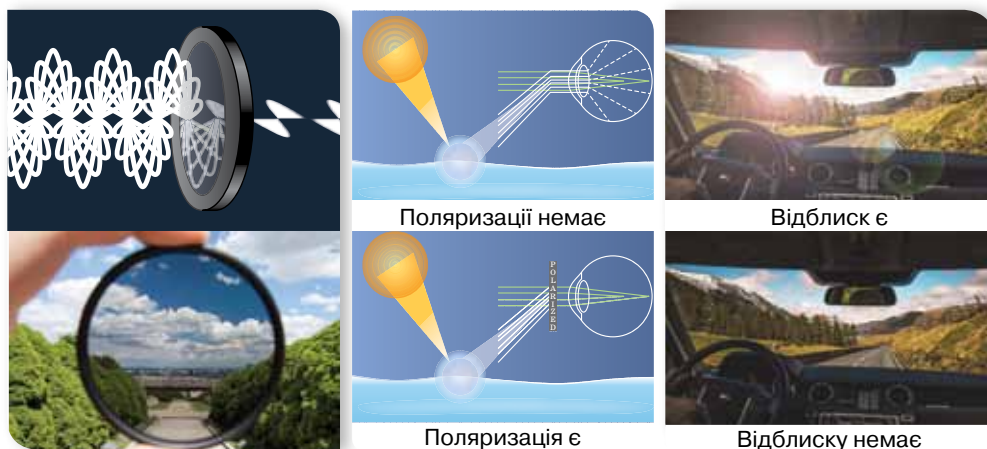 Поляризації немає
Відблиск є
POLARIZED
Поляризація є
Відблиску немає